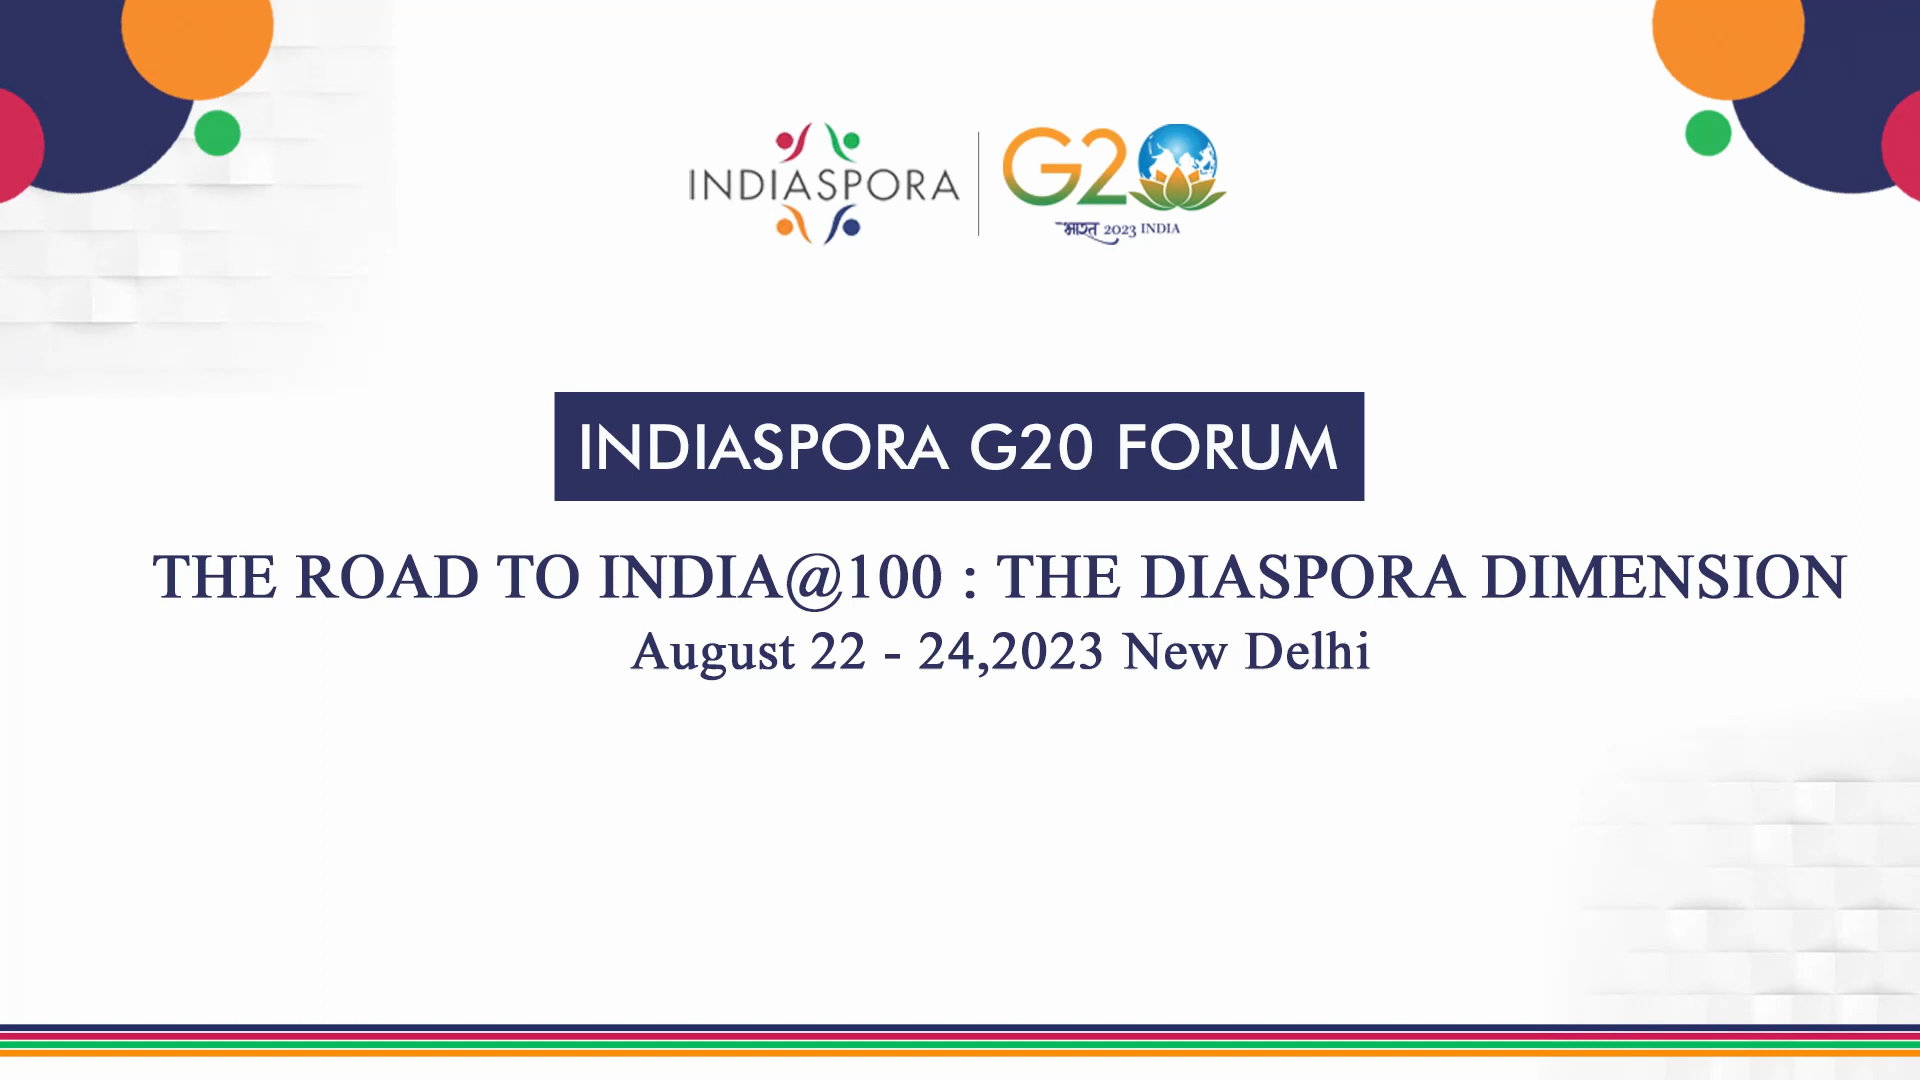 INDIASPORA
G20
भारत 2023 INDIA
INDIASPORA G20 FORUM
THE ROAD TO INDIA@100 : THE DIASPORA DIMENSION
August 22 - 24,2023 New Delhi